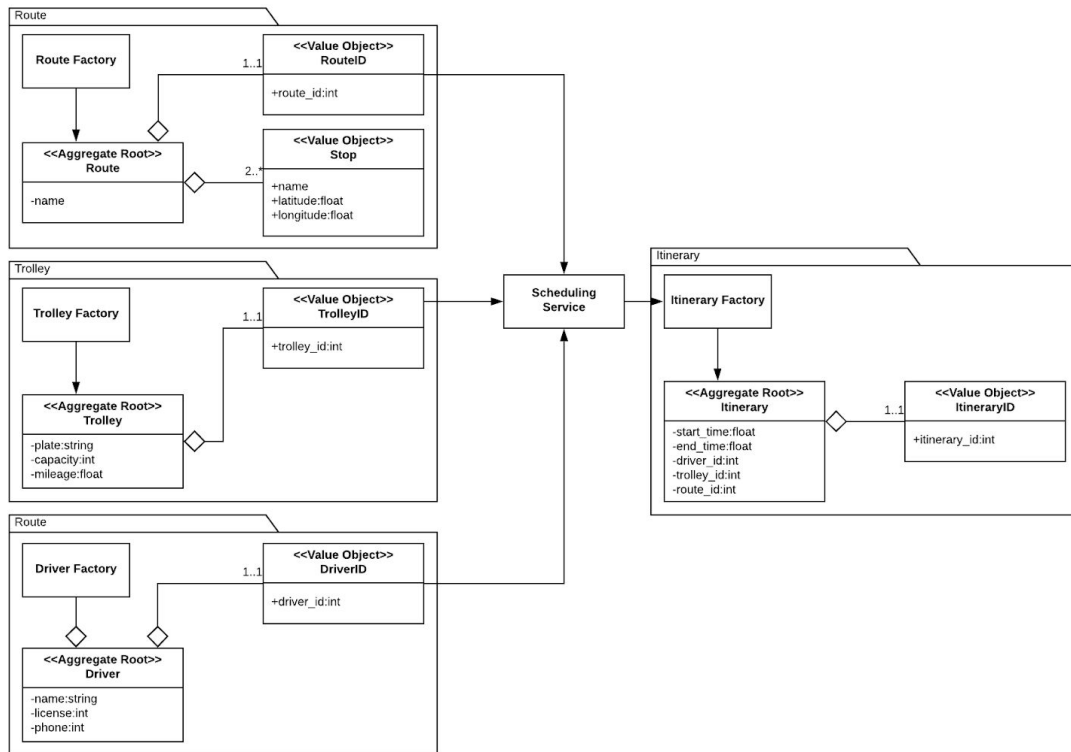 Route
Route Factory
<<Value Object>>
RouteID
1..1
+route_id:int
<<Aggregate Root>>
Route
-name
<<Value Object>>
Stop
2..*
+name
+latitude:float
+longitude:float
Trolley
Trolley Factory
<<Value Object>>
TrolleyID
1..1
+trolley_id:int
<<Aggregate Root>>
Trolley
-plate:string
-capacity:int
-mileage:float
Route
Driver Factory
<<Value Object>>
DriverID
1..1
+driver_id:int
<<Aggregate Root>>
Driver
-name:string
-license:int
-phone:int
Scheduling
Service
Itinerary
Itinerary Factory
<<Aggregate Root>>
Itinerary
-start_time:float
-end_time:float
-driver_id:int
-trolley_id:int
-route_id:int
1..1
<<Value Object>>
ItineraryID
+itinerary_id:int